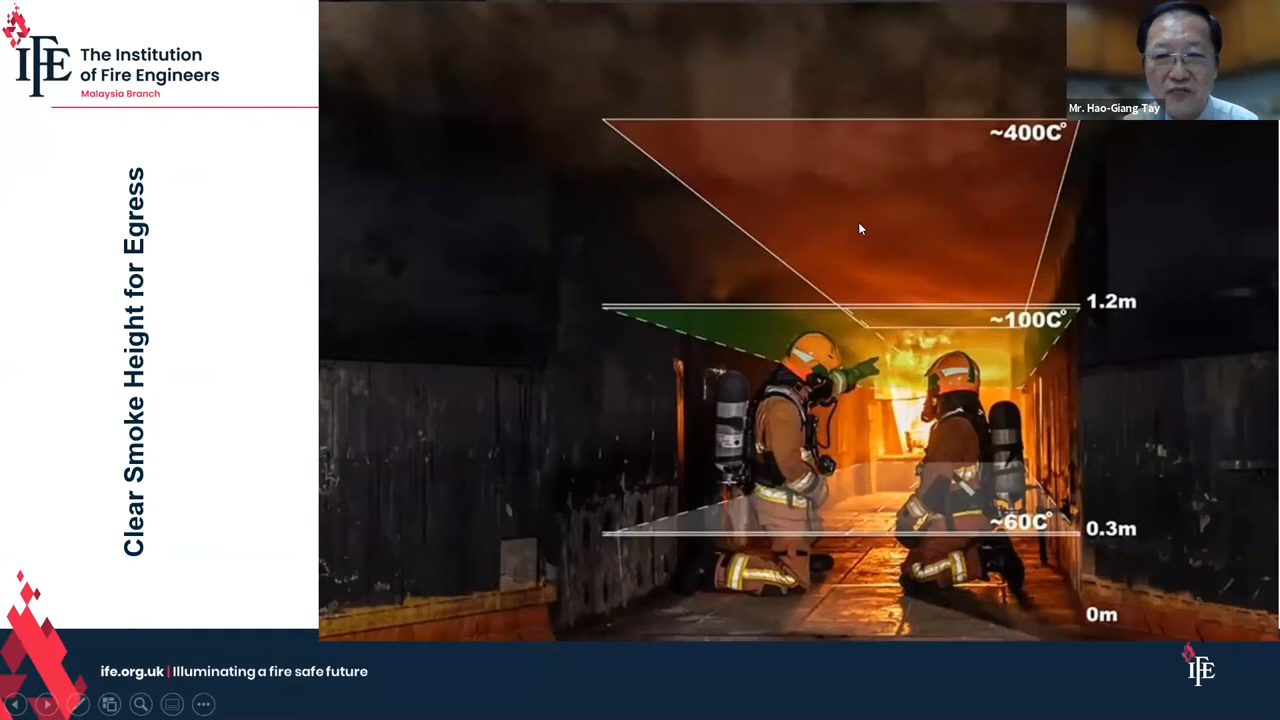 IFE
The Institution
of Fire Engineers
Malaysia Branch
Clear Smoke Height for Egress
Mr. Hao-Giang Tay
~400C°
1.2m
~100C°
~60C°
0.3m
0m
ife.org.uk | Illuminating a fire safe future
IFE